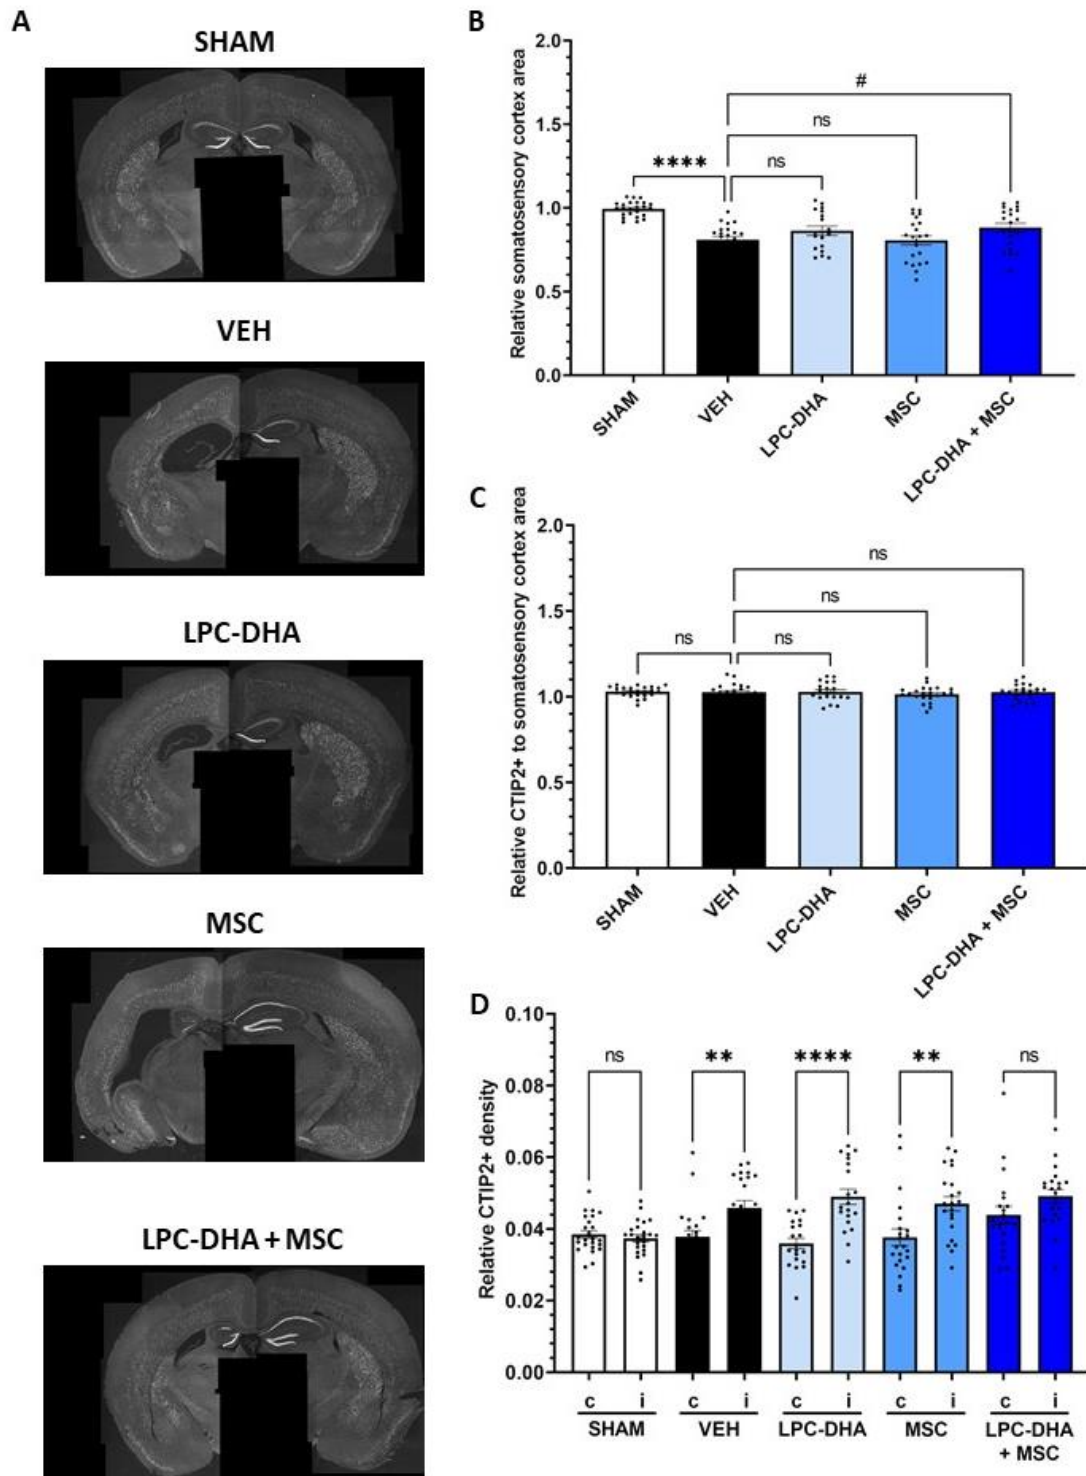 A
SHAM
VEH
LPC-DHA
MSC
LPC-DHA + MSC
B
Relative somatosensory cortex area
2.0
1.5
1.0
0.5
0.0
#
ns
**** ns
SHAM
VEH
LPC-DHA
MSC
LPC-DHA + MSC
C
Relative CTIP2+ to somatosensory cortex area
2.0
1.5
1.0
0.5
0.0
ns
ns
ns ns
SHAM
VEH
LPC-DHA
MSC
LPC-DHA + MSC
D
Relative CTIP2+ density
0.10
0.08
0.06
0.04
0.02
0.00
ns ** **** ** ns
c i c i c i c i c i
SHAM VEH LPC-DHA MSC LPC-DHA
+ MSC